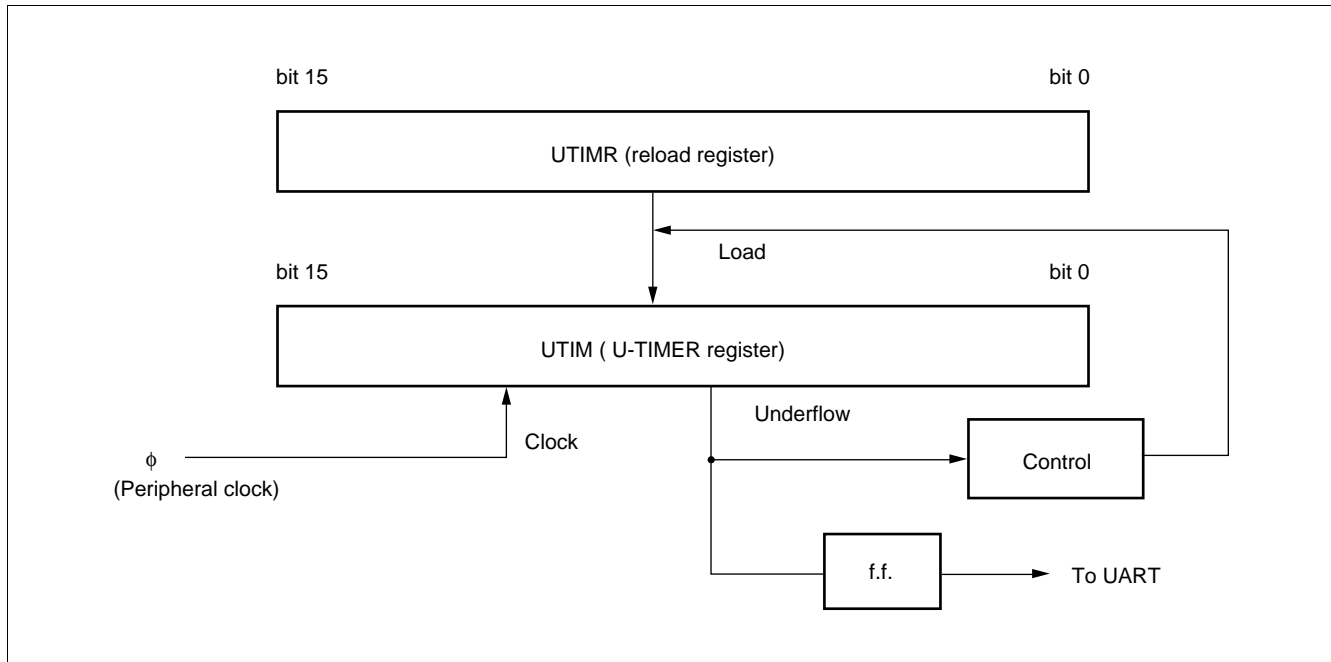 bit 15 bit 0
UTIMR (reload register)
Load
bit 15 bit 0
UTIM ( U-TIMER register)
Underflow
Clock
Control
ϕ
(Peripheral clock)
f.f.
To UART